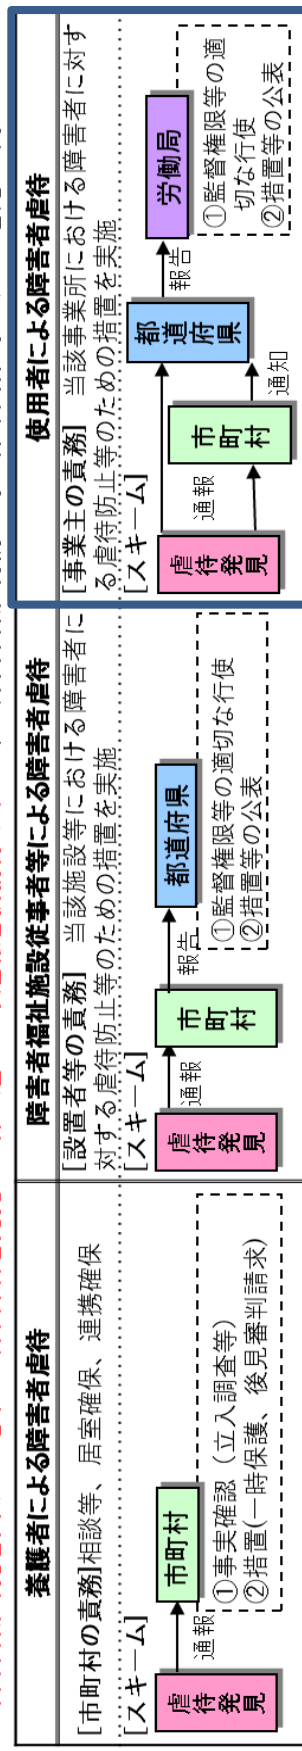 養護者による障害者虐待
[市町村の責務]相談等、居室確保、連携確保
[スキーム]
虐待発見
通報
市町村
①事実確認（立入調査等）
②措置(一時保護、後見審判請求)
障害者福祉施設従事者等による障害者虐待
[設置者等の責務] 当該施設等における障害者に
対する虐待防止等のための措置を実施
[スキーム]
虐待発見
通報
市町村
報告
都道府県
①監督権限等の適切な行使
②措置等の公表
使用者による障害者虐待
[事業主の責務] 当該事業所における障害者に対す
る虐待防止等のための措置を実施
[スキーム]
虐待発見
通報
市町村
通知
都道府県
報告
労働局
①監督権限等の適
切な行使
②措置等の公表